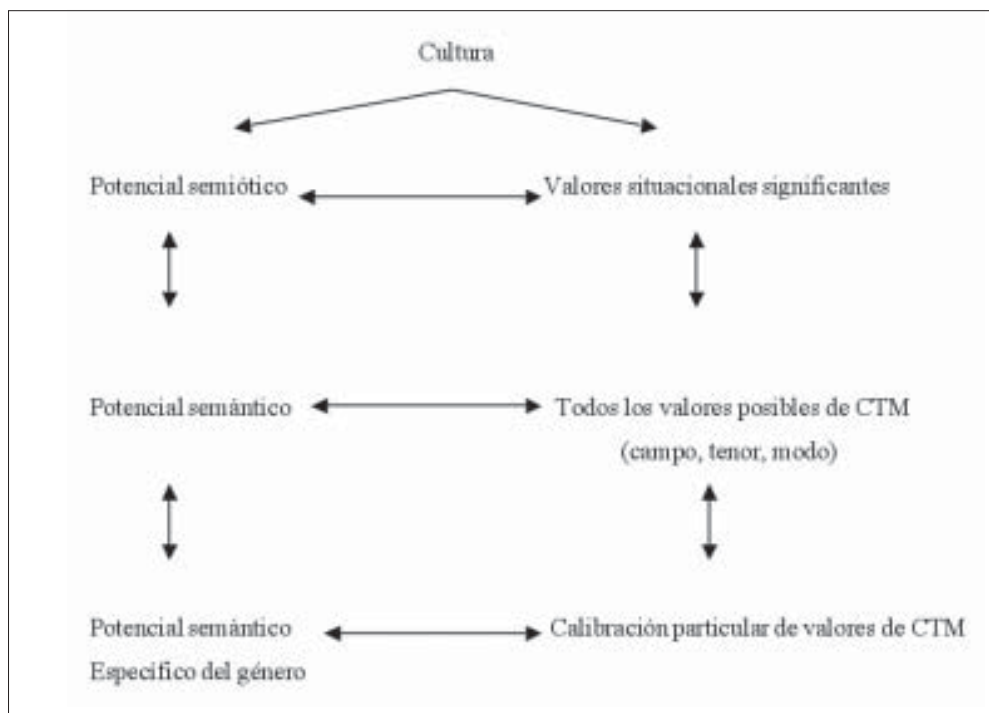 Cultura
Potencial semiótico
Valores situacionales significantes
Potencial semántico
Todos los valores posibles de CTM
(campo, tenor, modo)
Potencial semántico
Calibración particular de valores de CTM
Específico del género